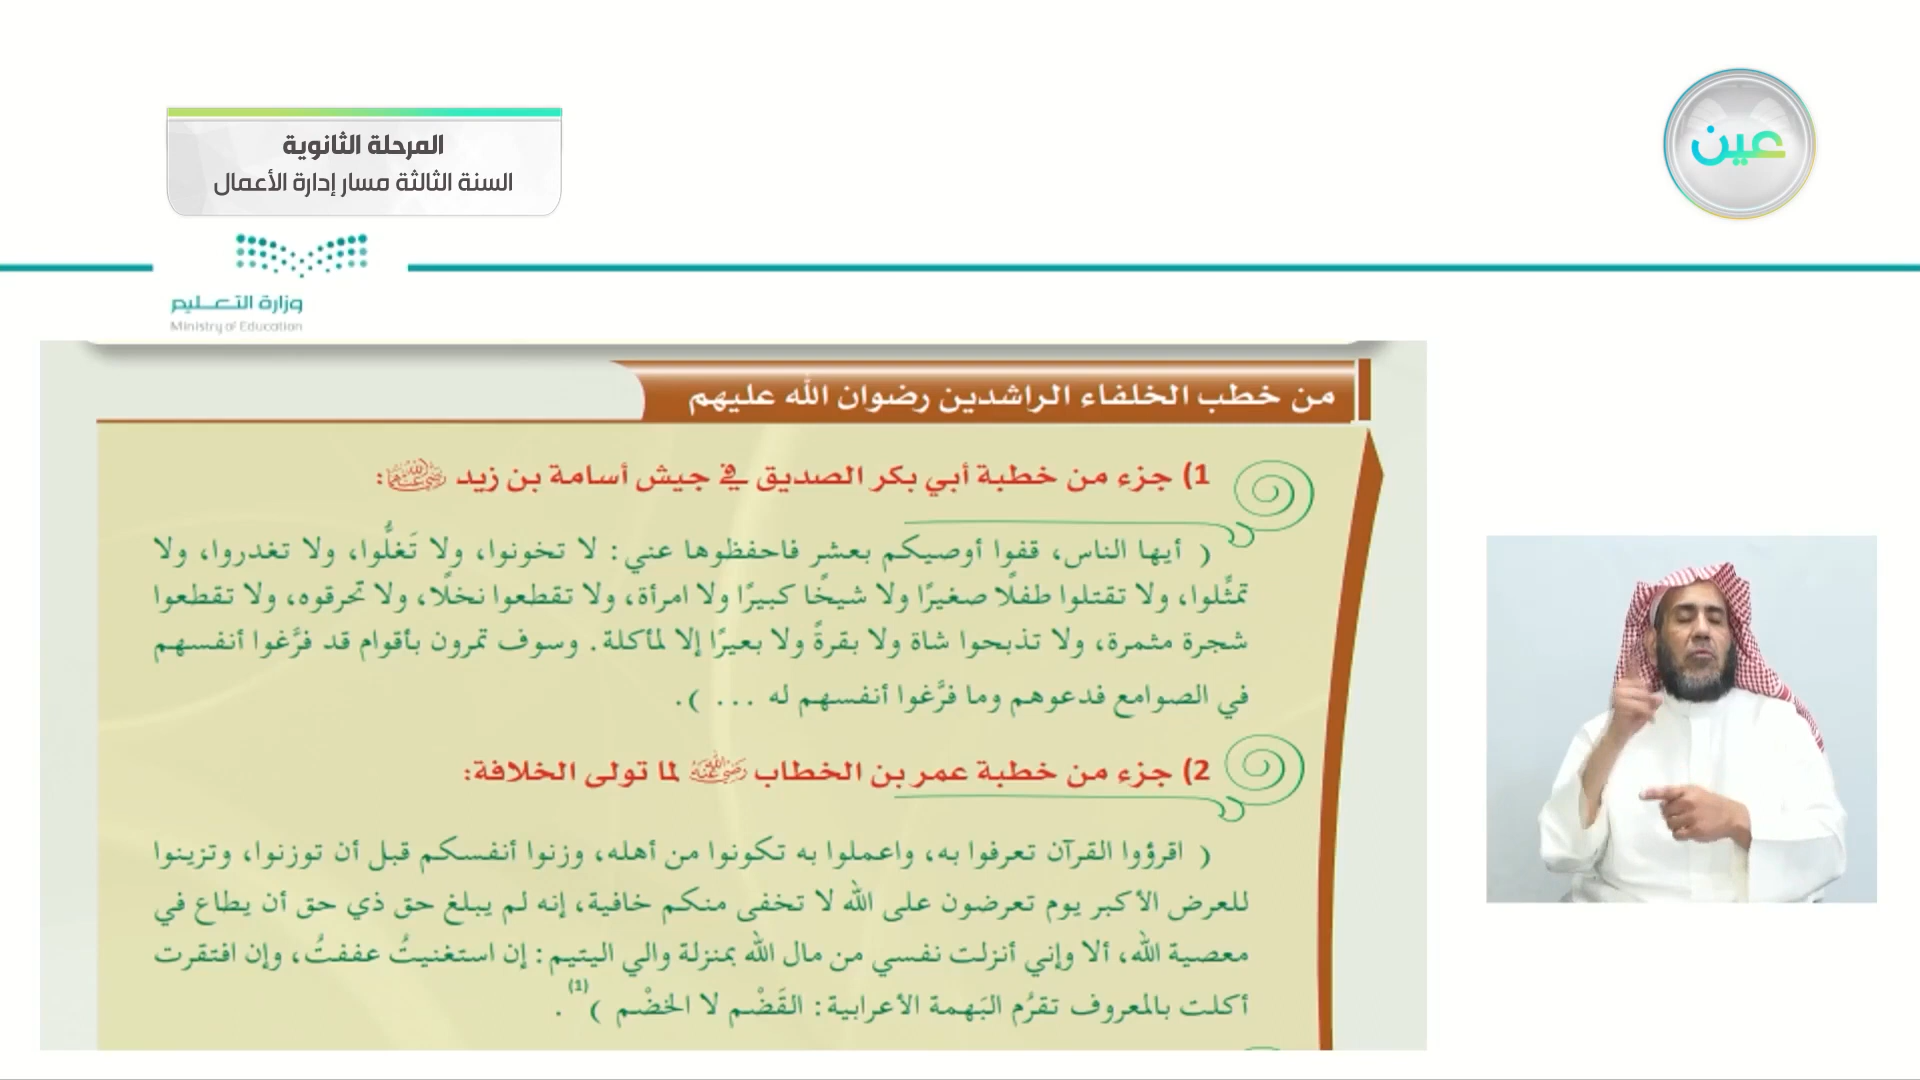 المرحلة الثانوية
السنة الثالثة مسار إدارة الأعمال
عين
وزارة التعليم
Ministry of Education
من خطب الخلفاء الراشدين رضوان الله عليهم
1) جزء من خطبة أبي بكر الصديق في جيش أسامة بن زيد رضي الله عنهما:
( أيها الناس، قفوا أوصيكم بعشر فاحفظوها عني: لا تخونوا، ولا تَغلُّوا، ولا تغدروا، ولا
تمثِّلوا، ولا تقتلوا طفلًا صغيرًا ولا شيخًا كبيرًا ولا امرأة، ولا تقطعوا نخلًا، ولا تحرقوه، ولا تقطعوا
شجرة مثمرة، ولا تذبحوا شاة ولا بقرةً ولا بعيرًا إلا لمأكلة. وسوف تمرون بأقوام قد فرَّغوا أنفسهم
في الصوامع فدعوهم وما فرَّغوا أنفسهم له ... ).
2) جزء من خطبة عمر بن الخطاب رضي الله عنه لما تولى الخلافة:
( اقرؤوا القرآن تعرفوا به، واعملوا به تكونوا من أهله، وزنوا أنفسكم قبل أن توزنوا، وتزينوا
للعرض الأكبر يوم تعرضون على الله لا تخفى منكم خافية، إنه لم يبلغ حق ذي حق أن يطاع في
معصية الله، ألا وإني أنزلت نفسي من مال الله بمنزلة والي اليتيم: إن استغنيتُ عففتُ، وإن افتقرت
أكلت بالمعروف تقرُّم البَهمة الأعرابية: القَضْم لا الخضْم )(1).